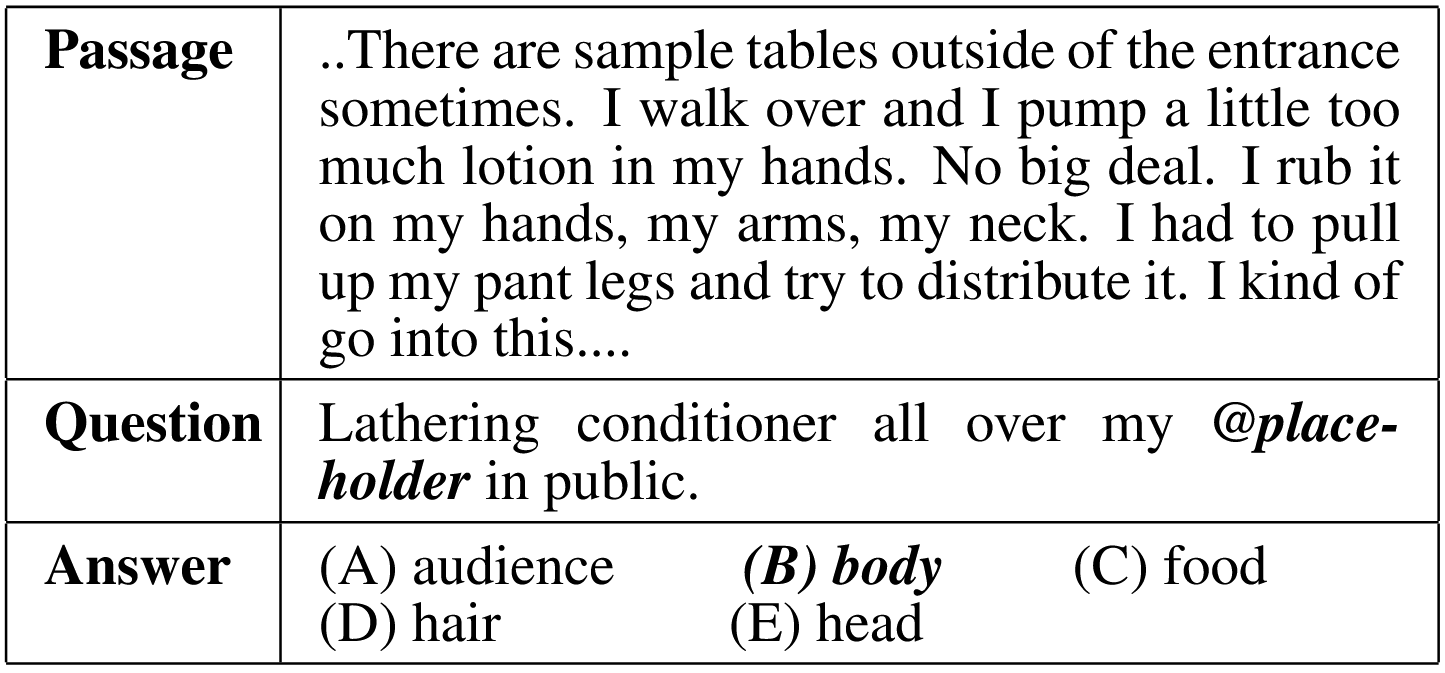 Passage ..There are sample tables outside of the entrance
sometimes. I walk over and I pump a little too
much lotion in my hands. No big deal. I rub it
on my hands, my arms, my neck. I had to pull
up my pant legs and try to distribute it. I kind of
go into this....
Question Lathering conditioner all over my @place-
holder in public.
Answer (A) audience (B) body (C) food
(D) hair (E) head